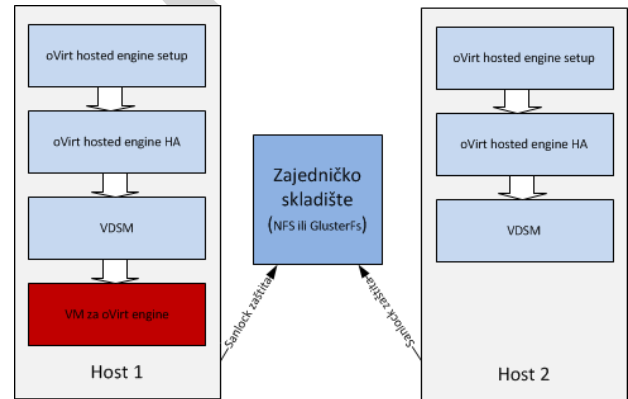 oVirt hosted engine setup
oVirt hosted engine HA
VDSM
VM za oVirt engine
Host 1
Sanlock zaštita
Zajedničko
skladište
(NFS ili GlusterFs)
Sanlock zaštita
oVirt hosted engine setup
oVirt hosted engine HA
VDSM
Host 2